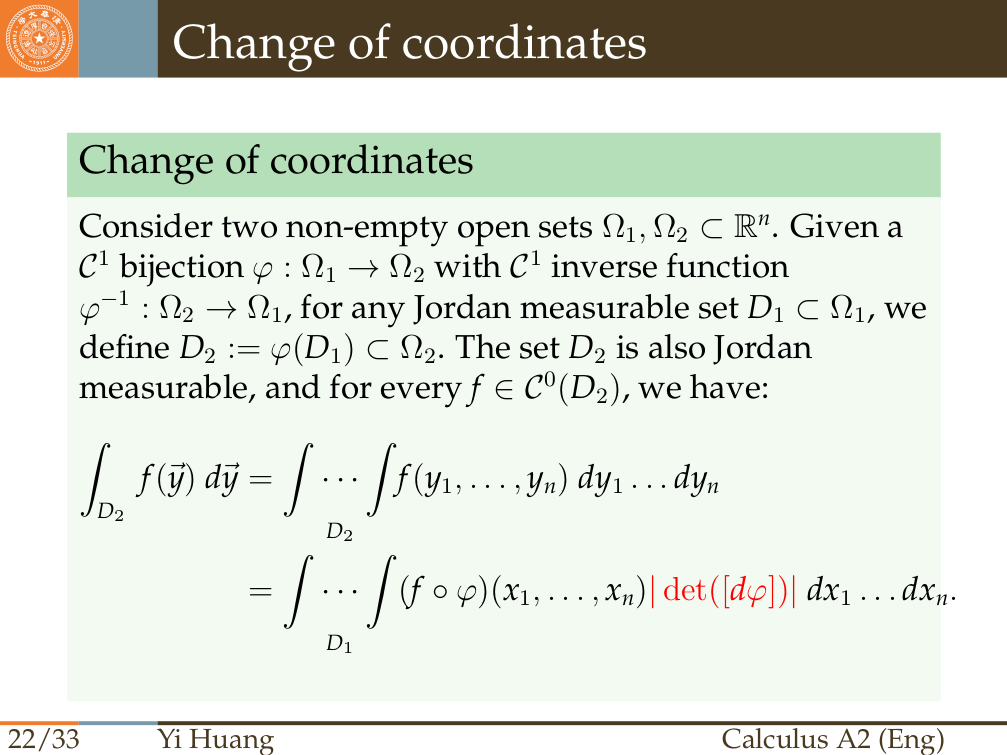 Change of coordinates
Change of coordinates
Consider two non-empty open sets Ω₁, Ω₂ ⊂ ℝⁿ. Given a
𝒞¹ bijection φ : Ω₁ → Ω₂ with 𝒞¹ inverse function
φ⁻¹ : Ω₂ → Ω₁, for any Jordan measurable set D₁ ⊂ Ω₁, we
define D₂ := φ(D₁) ⊂ Ω₂. The set D₂ is also Jordan
measurable, and for every f ∈ 𝒞⁰(D₂), we have:
∫_{D₂} f(y⃗) dy⃗ = ∫ ⋯ ∫_{D₂} f(y₁, …, yₙ) dy₁ … dyₙ
= ∫ ⋯ ∫_{D₁} (f ∘ φ)(x₁, …, xₙ)| det([dφ])| dx₁ … dxₙ.
22/33 Yi Huang Calculus A2 (Eng)